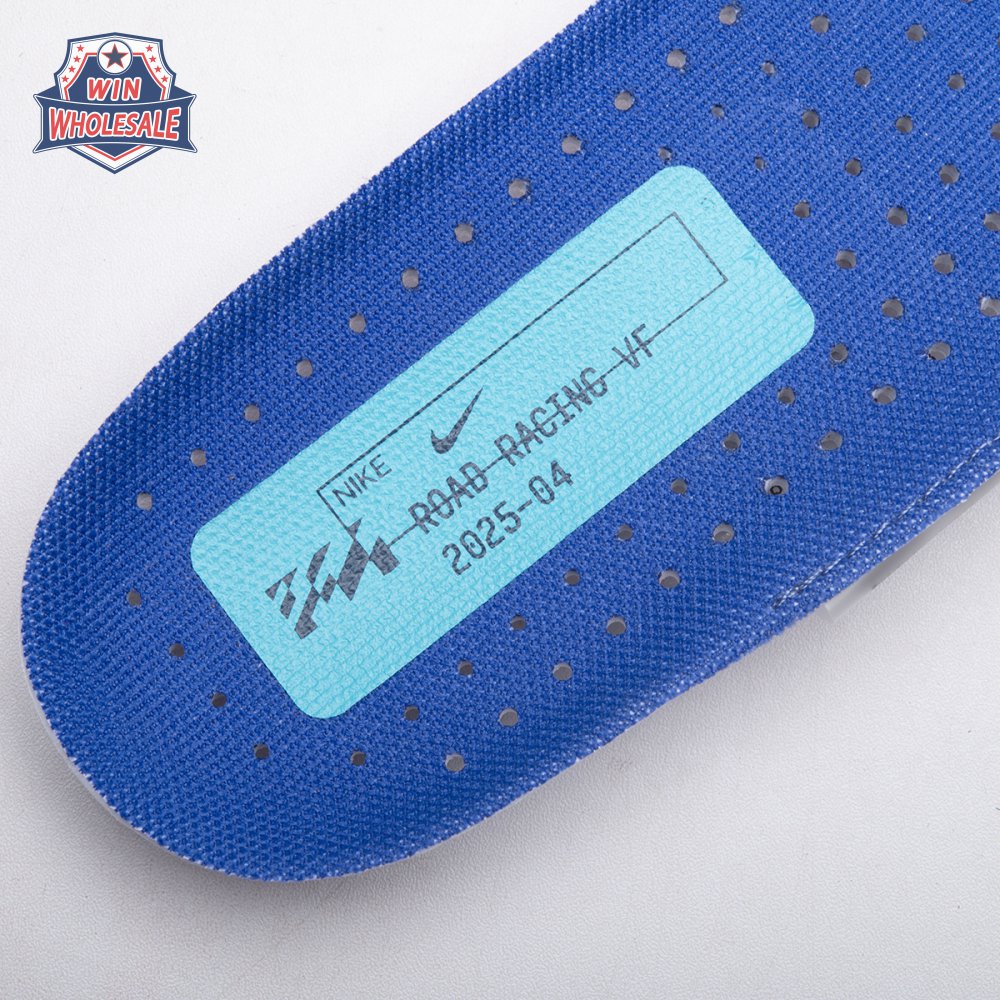 WIN
WHOLESALE
NIKE
ROAD RACING VF
2025-04